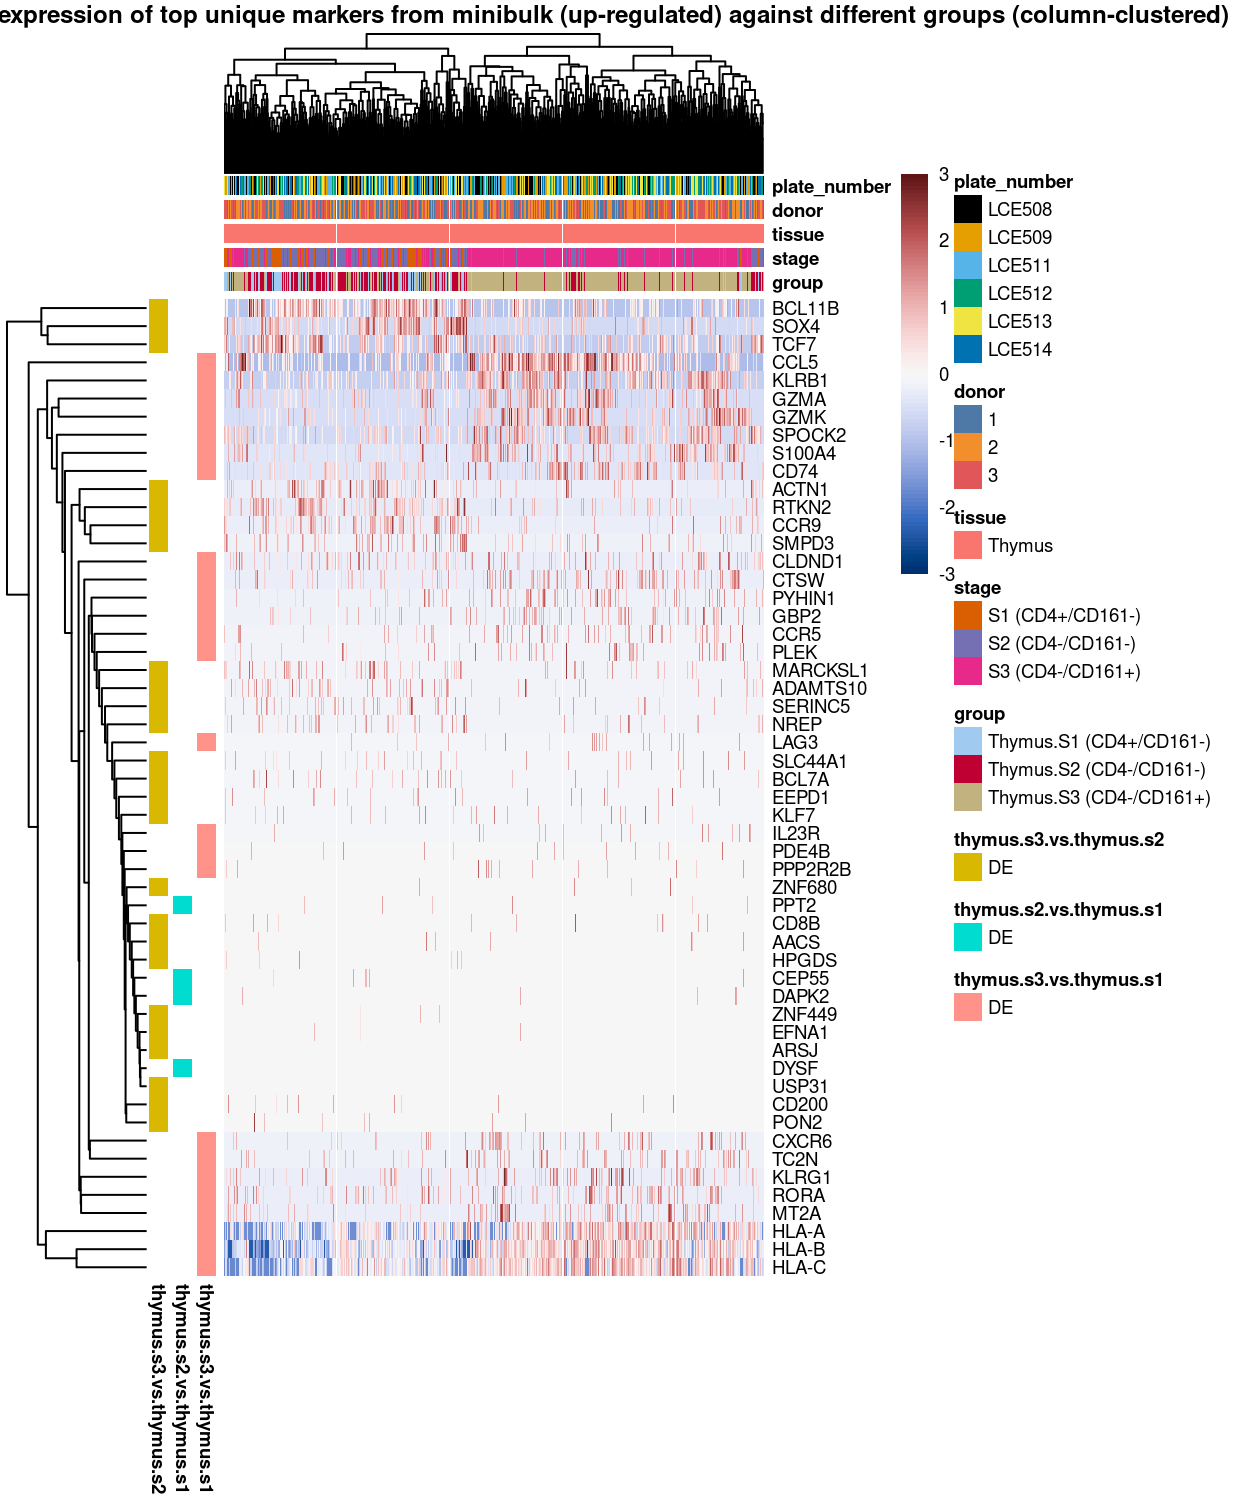 expression of top unique markers from minibulk (up-regulated) against different groups (column-clustered)
plate_number
donor
tissue
stage
group
BCL11B
SOX4
TCF7
CCL5
KLRB1
GZMA
GZMK
SPOCK2
S100A4
CD74
ACTN1
RTKN2
CCR9
SMPD3
CLDND1
CTSW
PYHIN1
GBP2
CCR5
PLEK
MARCKSL1
ADAMTS10
SERINC5
NREP
LAG3
SLC44A1
BCL7A
EEPD1
KLF7
IL23R
PDE4B
PPP2R2B
ZNF680
PPT2
CD8B
AACS
HPGDS
CEP55
DAPK2
ZNF449
EFNA1
ARSJ
DYSF
USP31
CD200
PON2
CXCR6
TC2N
KLRG1
RORA
MT2A
HLA-A
HLA-B
HLA-C
thymus.s3.vs.thymus.s2
thymus.s2.vs.thymus.s1
thymus.s3.vs.thymus.s1
3
2
1
0
-1
-2
-3
plate_number
LCE508
LCE509
LCE511
LCE512
LCE513
LCE514
donor
1
2
3
tissue
Thymus
stage
S1 (CD4+/CD161-)
S2 (CD4-/CD161-)
S3 (CD4-/CD161+)
group
Thymus.S1 (CD4+/CD161-)
Thymus.S2 (CD4-/CD161-)
Thymus.S3 (CD4-/CD161+)
thymus.s3.vs.thymus.s2
DE
thymus.s2.vs.thymus.s1
DE
thymus.s3.vs.thymus.s1
DE